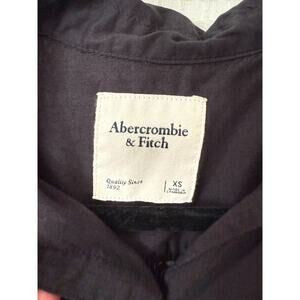 Abercrombie
& Fitch
Quality Since
1892
XS